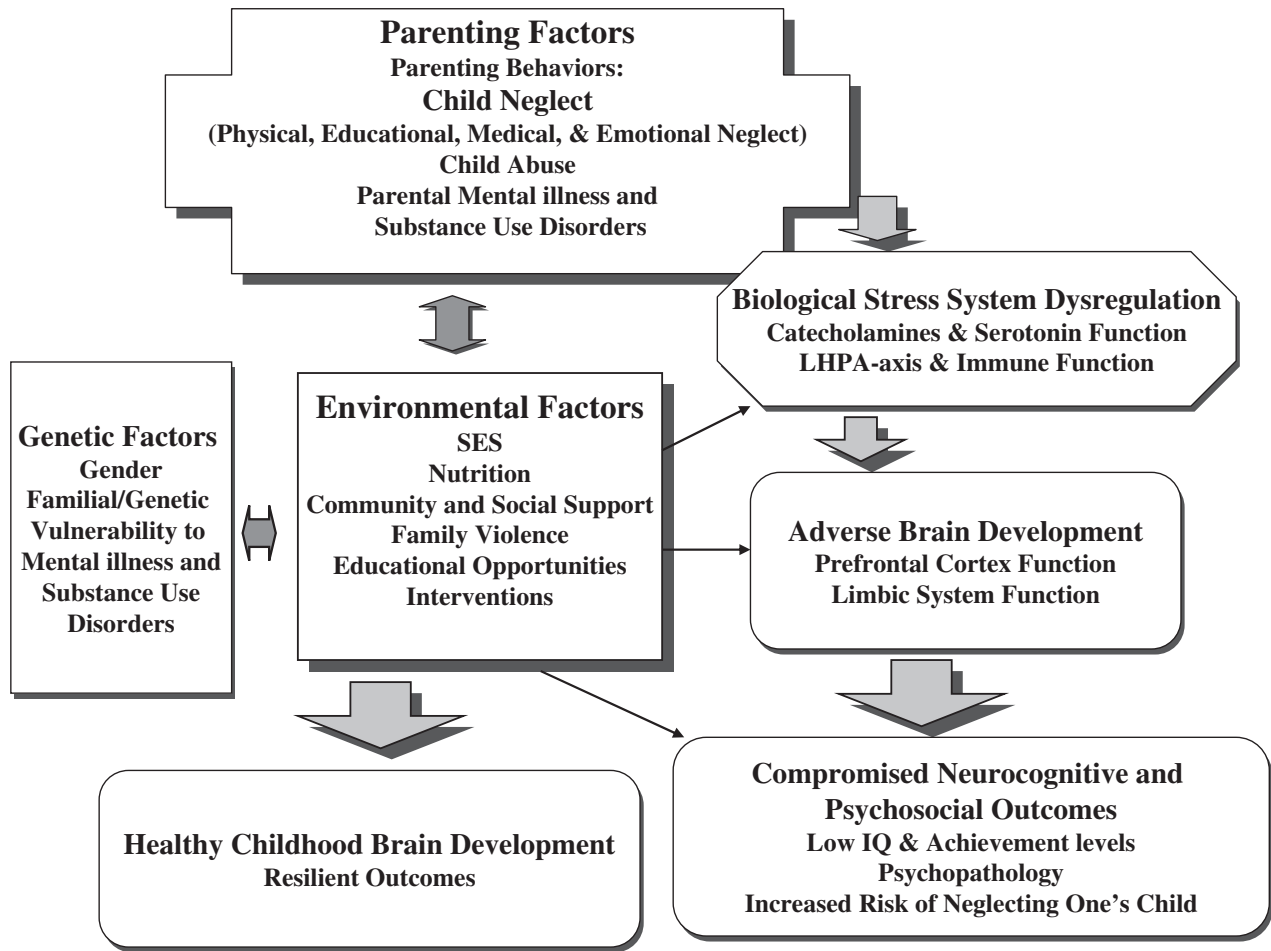 Parenting Factors
Parenting Behaviors:
Child Neglect
(Physical, Educational, Medical, & Emotional Neglect)
Child Abuse
Parental Mental illness and
Substance Use Disorders
Biological Stress System Dysregulation
Catecholamines & Serotonin Function
LHPA-axis & Immune Function
Genetic Factors
Gender
Familial/Genetic
Vulnerability to
Mental illness and
Substance Use
Disorders
Environmental Factors
SES
Nutrition
Community and Social Support
Family Violence
Educational Opportunities
Interventions
Adverse Brain Development
Prefrontal Cortex Function
Limbic System Function
Healthy Childhood Brain Development
Resilient Outcomes
Compromised Neurocognitive and
Psychosocial Outcomes
Low IQ & Achievement levels
Psychopathology
Increased Risk of Neglecting One's Child